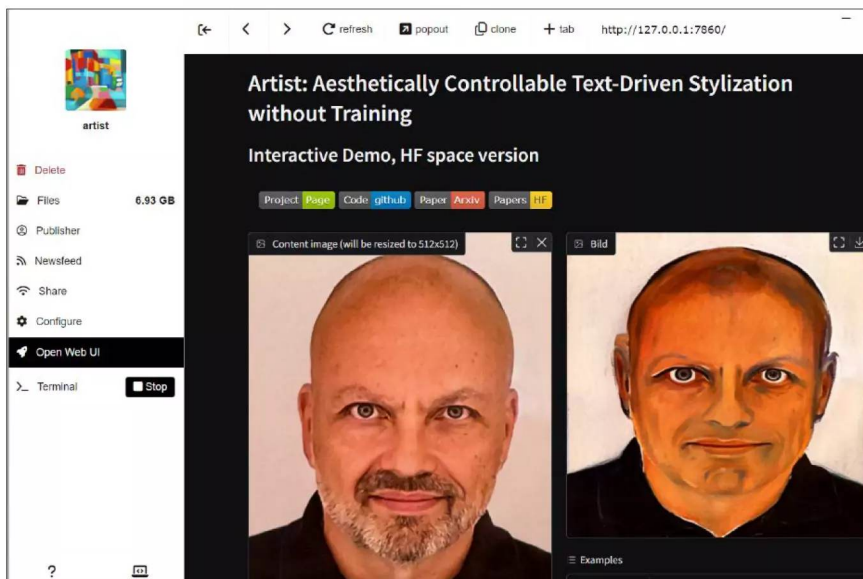 refresh
popout
clone
tab
http://127.0.0.1:7860/
artist
Delete
Files 6.93 GB
Publisher
Newsfeed
Share
Configure
Open Web UI
Terminal Stop
Artist: Aesthetically Controllable Text-Driven Stylization
without Training
Interactive Demo, HF space version
Project Page Code github Paper Arxiv Papers HF
Content image (will be resized to 512x512)
Bild
Examples